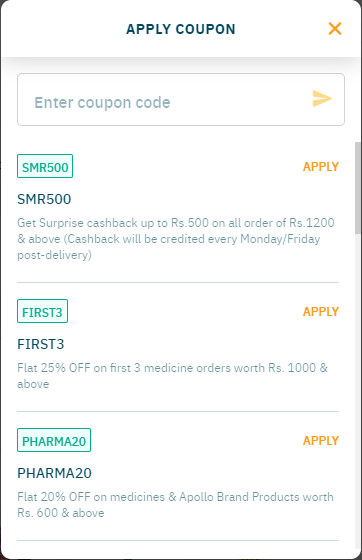 APPLY COUPON
Enter coupon code
SMR500 APPLY
SMR500
Get Surprise cashback up to Rs.500 on all order of Rs.1200
& above (Cashback will be credited every Monday/Friday
post-delivery)
FIRST3 APPLY
FIRST3
Flat 25% OFF on first 3 medicine orders worth Rs. 1000 &
above
PHARMA20 APPLY
PHARMA20
Flat 20% OFF on medicines & Apollo Brand Products worth
Rs. 600 & above